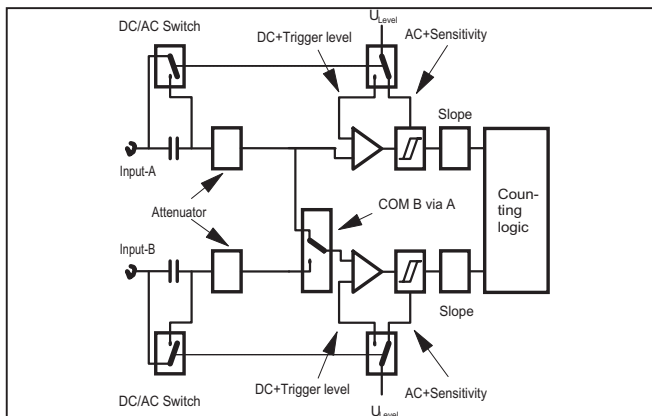 DC/AC Switch
ULevel
DC+Trigger level
AC+Sensitivity
Slope
Input-A
Attenuator
COM B via A
Coun-
ting
logic
Input-B
Slope
DC+Trigger level
AC+Sensitivity
DC/AC Switch
ULevel